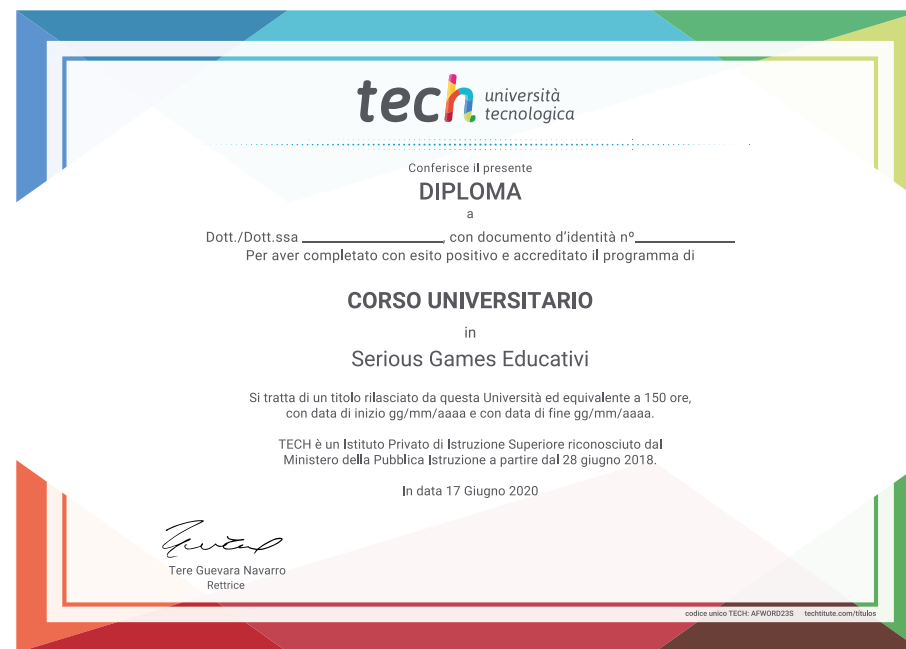 tech università
tecnologica
Conferisce il presente
DIPLOMA
a
Dott./Dott.ssa ____________________, con documento d'identità nº______________
Per aver completato con esito positivo e accreditato il programma di
CORSO UNIVERSITARIO
in
Serious Games Educativi
Si tratta di un titolo rilasciato da questa Università ed equivalente a 150 ore,
con data di inizio gg/mm/aaaa e con data di fine gg/mm/aaaa.
TECH è un Istituto Privato di Istruzione Superiore riconosciuto dal
Ministero della Pubblica Istruzione a partire dal 28 giugno 2018.
In data 17 Giugno 2020
Tere Guevara Navarro
Rettrice
codice unico TECH: AFWORD23S techtitute.com/títulos